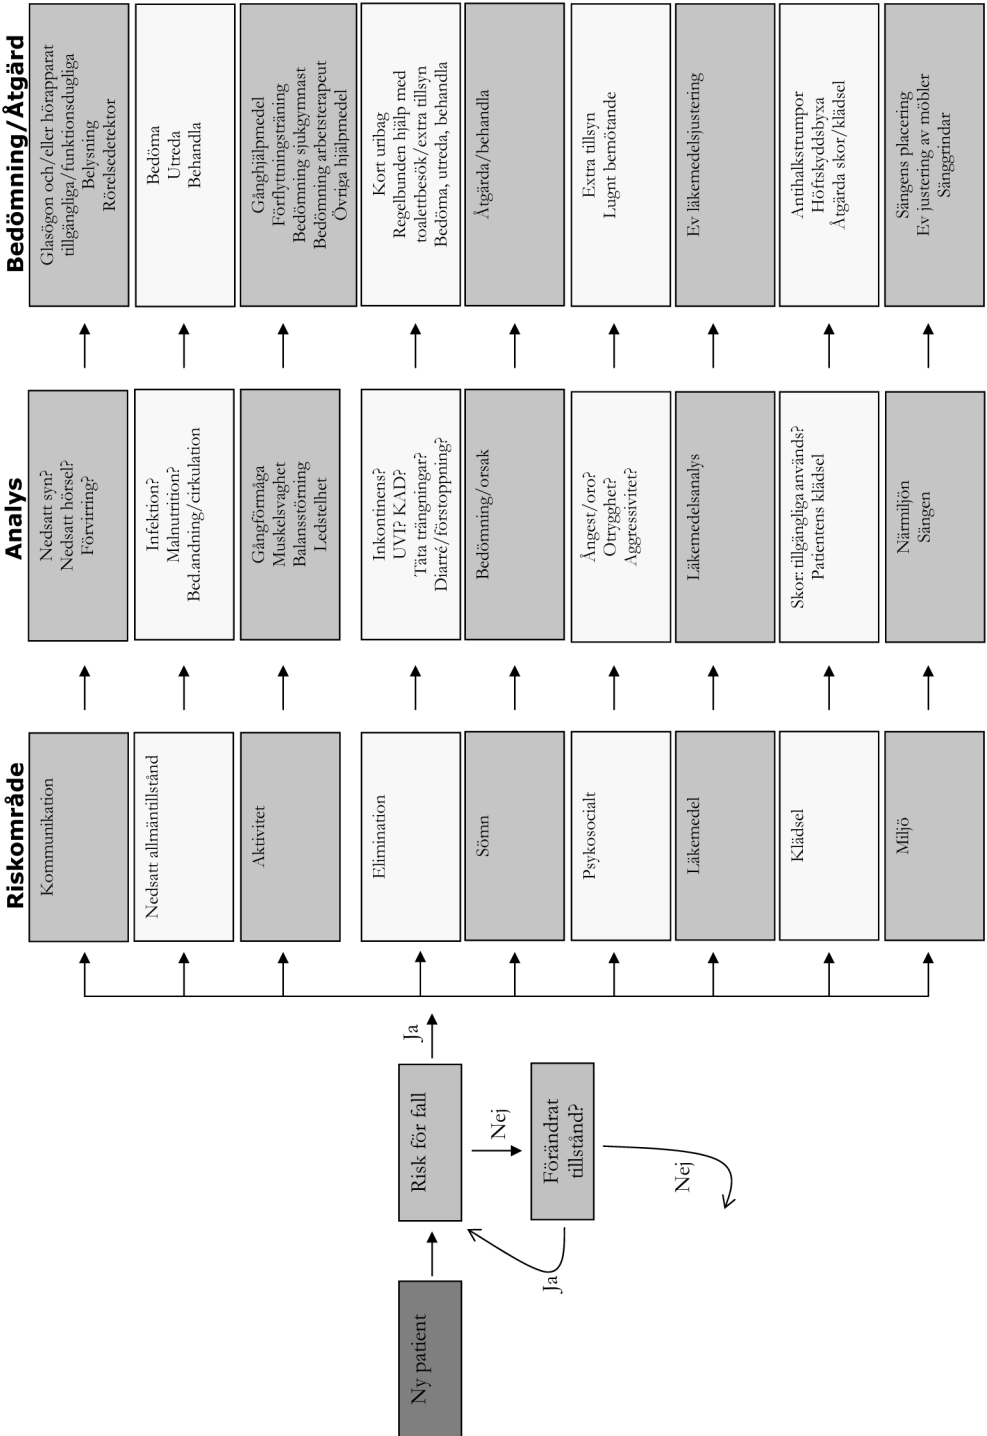 Riskområde
Analys
Bedömning/Åtgärd
Ny patient
Risk för fall
Ja
Nej
Förändrat
tillstånd?
Ja
Nej
Kommunikation
Nedsatt syn?
Nedsatt hörsel?
Förvirring?
Glasögon och/eller hörapparat
tillgängliga/funktionsdugliga
Belysning
Rörelsedetektor
Nedsatt allmäntillstånd
Infektion?
Malnutrition?
Bed.andning/cirkulation
Bedöma
Utreda
Behandla
Aktivitet
Gångförmåga
Muskelsvaghet
Balansstörning
Ledstelhet
Gånghjälpmedel
Förflyttningsträning
Bedömning sjukgymnast
Bedömning arbetsterapeut
Övriga hjälpmedel
Elimination
Inkontinens?
UVI? KAD?
Täta trängningar?
Diarré/förstoppning?
Kort uribag
Regelbunden hjälp med
toalettbesök/extra tillsyn
Bedöma, utreda, behandla
Sömn
Bedömning/orsak
Åtgärda/behandla
Psykosocialt
Ångest/oro?
Otrygghet?
Aggressivitet?
Extra tillsyn
Lugnt bemötande
Läkemedel
Läkemedelsanalys
Ev läkemedelsjustering
Klädsel
Skor: tillgängliga används?
Patientens klädsel
Antihalkstrumpor
Höftskyddsbyxa
Åtgärda skor/klädsel
Miljö
Närmiljön
Sängen
Sängens placering
Ev justering av möbler
Sänggrindar